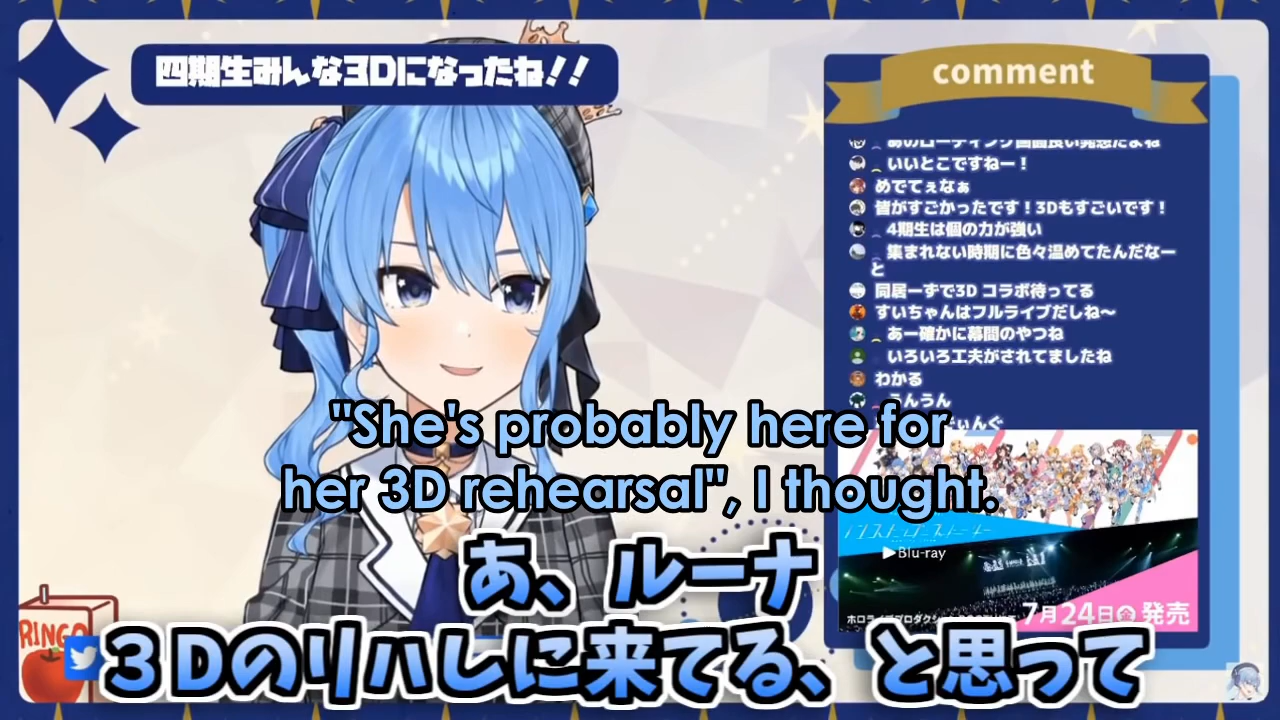 四期生みんな3Dになったね!!
comment
いいとこですねー!
めでてぇなぁ
皆がすごかったです!3Dもすごいです!
4期生は個の力が強い
集まれない時期に色々温めてたんだなー
と
同居ーずで3D コラボ待ってる
すいちゃんはフルライブだしね〜
あー確かに幕間のやつね
いろいろ工夫がされてましたね
わかる
うんうん
"She's probably here for
her 3D rehearsal", I thought.
▶Blu-ray
7月24日㊎発売
RINGO
あ、ルーナ
3Dのリハしに来てる、と思って